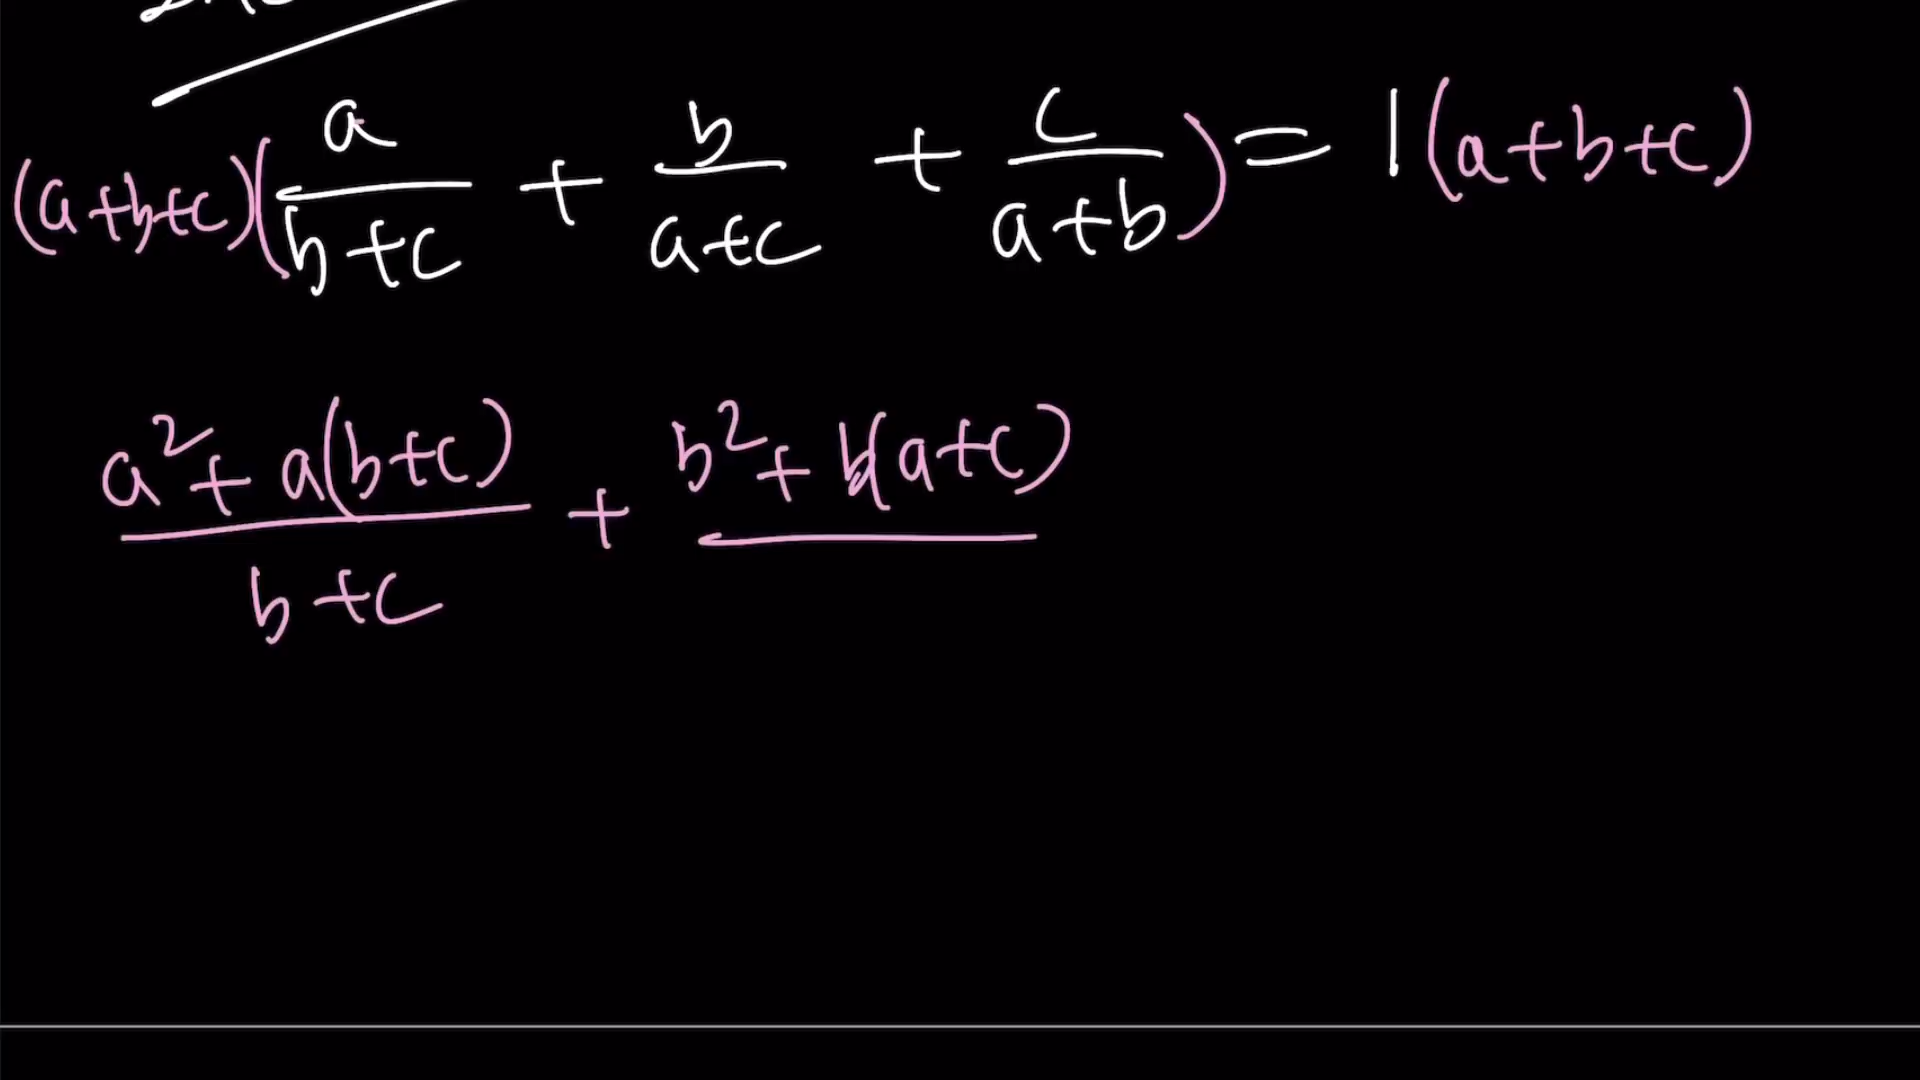 (a+b+c)(a/(b+c) + b/(a+c) + c/(a+b)) = 1(a+b+c)
(a²+a(b+c))/(b+c) + b²+b(a+c)